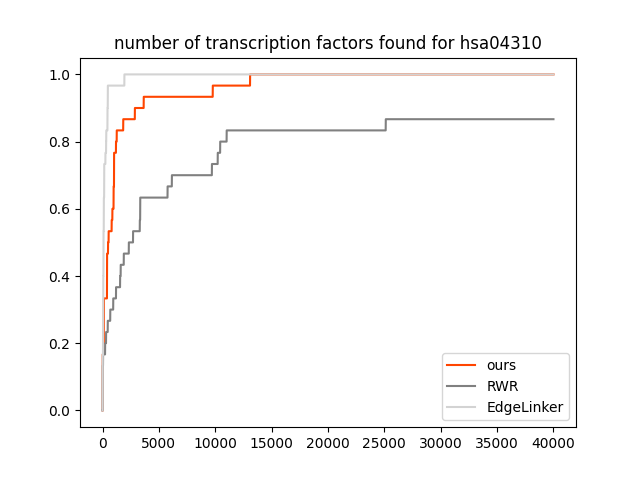 number of transcription factors found for hsa04310
1.0
0.8
0.6
0.4
0.2
0.0
0 5000 10000 15000 20000 25000 30000 35000 40000
ours
RWR
EdgeLinker